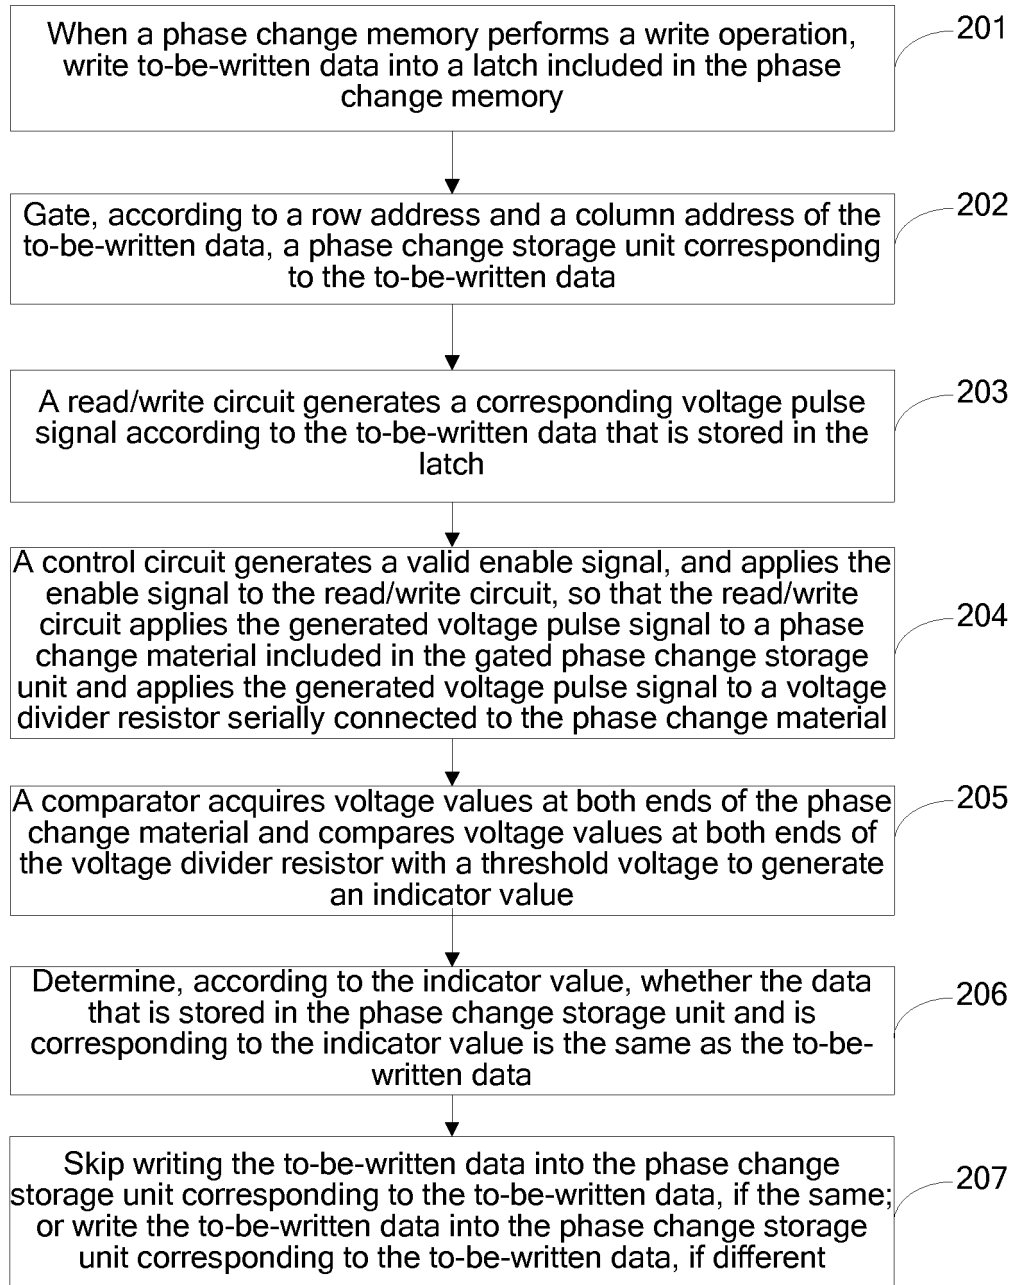 When a phase change memory performs a write operation,
write to-be-written data into a latch included in the phase
change memory
201
Gate, according to a row address and a column address of the
to-be-written data, a phase change storage unit corresponding
to the to-be-written data
202
A read/write circuit generates a corresponding voltage pulse
signal according to the to-be-written data that is stored in the
latch
203
A control circuit generates a valid enable signal, and applies the
enable signal to the read/write circuit, so that the read/write
circuit applies the generated voltage pulse signal to a phase
change material included in the gated phase change storage
unit and applies the generated voltage pulse signal to a voltage
divider resistor serially connected to the phase change material
204
A comparator acquires voltage values at both ends of the phase
change material and compares voltage values at both ends of
the voltage divider resistor with a threshold voltage to generate
an indicator value
205
Determine, according to the indicator value, whether the data
that is stored in the phase change storage unit and is
corresponding to the indicator value is the same as the to-be-
written data
206
Skip writing the to-be-written data into the phase change
storage unit corresponding to the to-be-written data, if the same;
or write the to-be-written data into the phase change storage
unit corresponding to the to-be-written data, if different
207